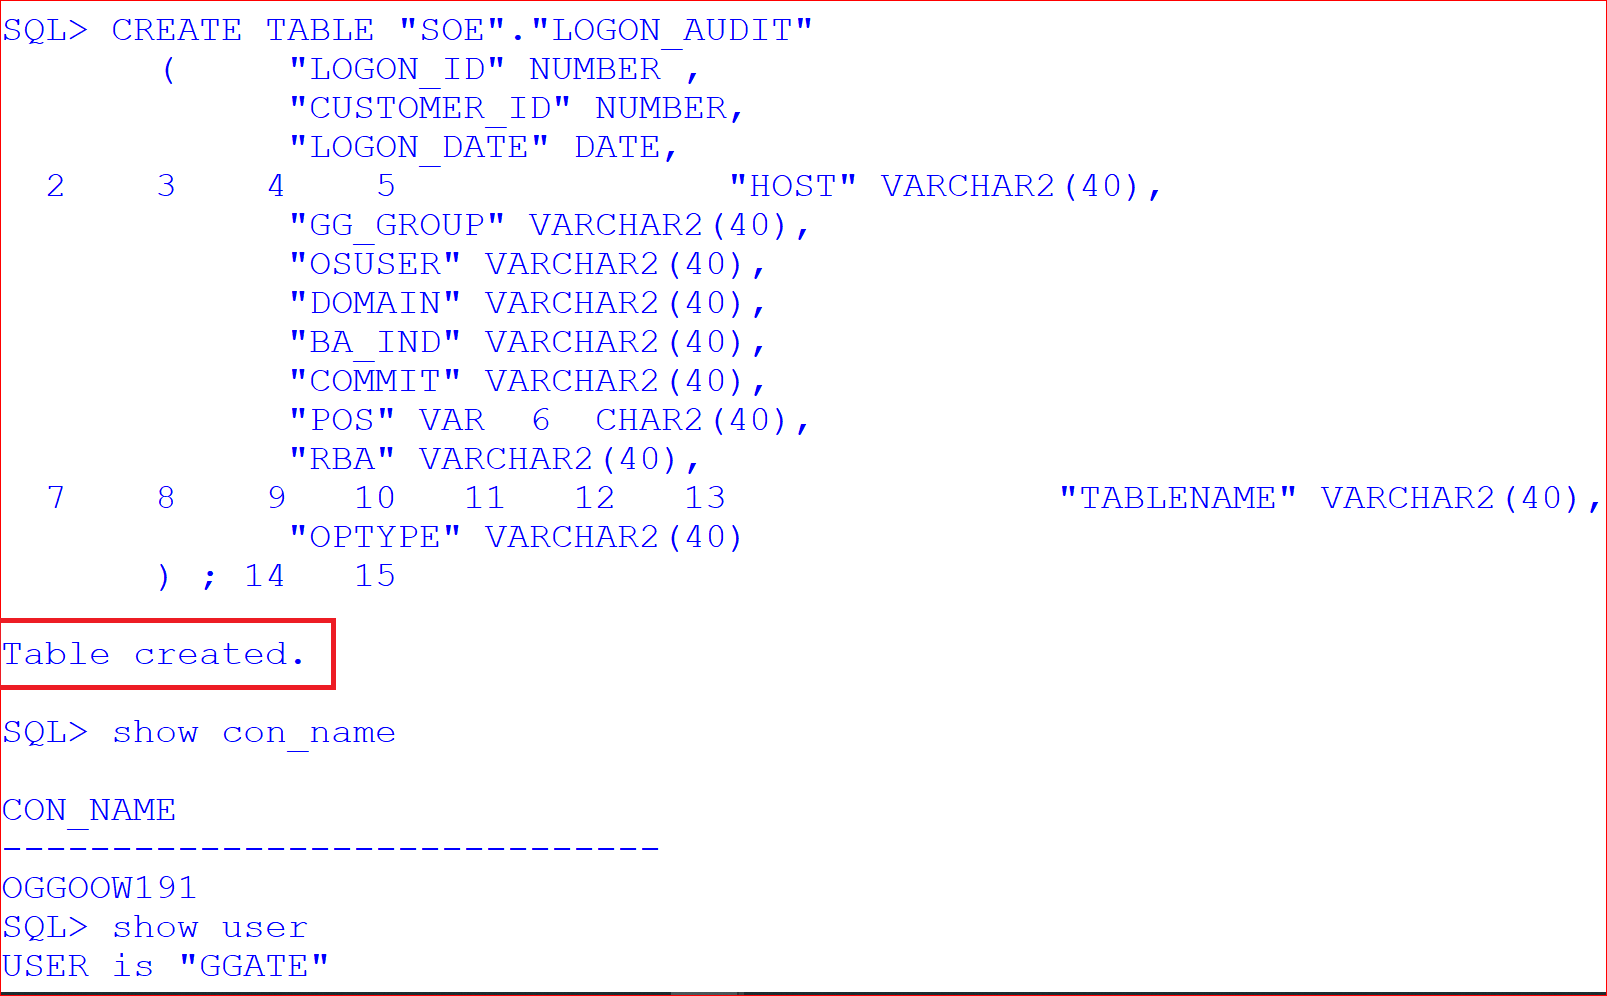 SQL> CREATE TABLE "SOE"."LOGON_AUDIT"
( "LOGON_ID" NUMBER ,
"CUSTOMER_ID" NUMBER,
"LOGON_DATE" DATE,
2 3 4 5 "HOST" VARCHAR2(40),
"GG_GROUP" VARCHAR2(40),
"OSUSER" VARCHAR2(40),
"DOMAIN" VARCHAR2(40),
"BA_IND" VARCHAR2(40),
"COMMIT" VARCHAR2(40),
"POS" VAR 6 CHAR2(40),
"RBA" VARCHAR2(40),
7 8 9 10 11 12 13 "TABLENAME" VARCHAR2(40),
"OPTYPE" VARCHAR2(40)
) ; 14 15
Table created.
SQL> show con_name
CON_NAME
------------------------------
OGGOOW191
SQL> show user
USER is "GGATE"